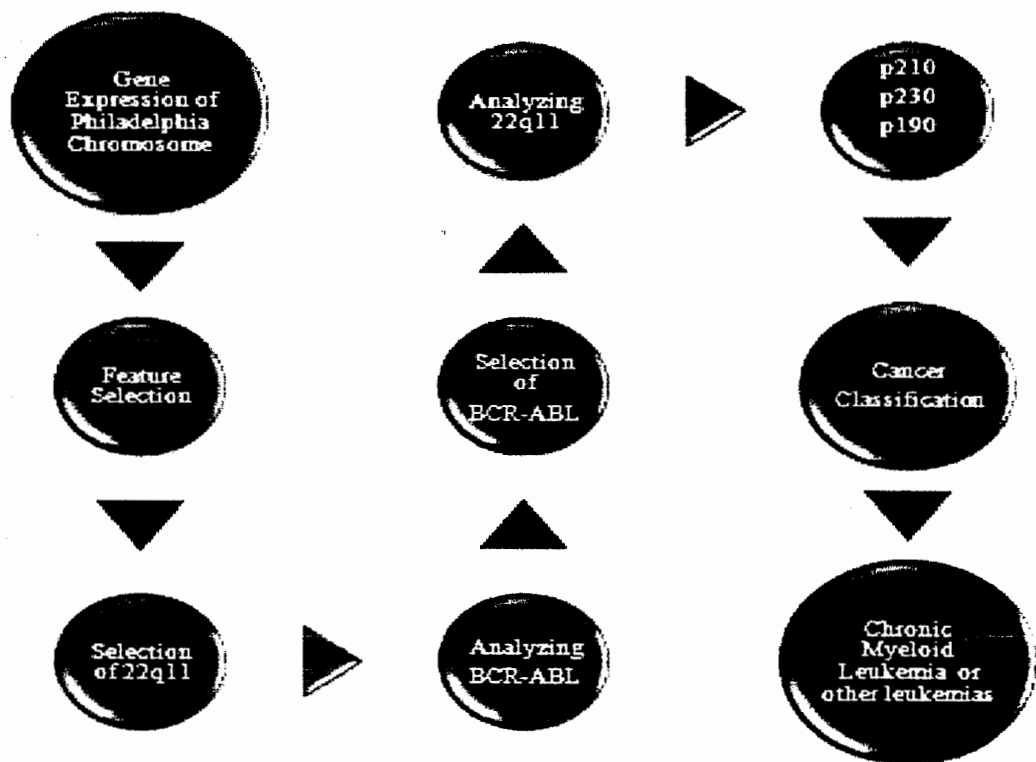 Gene
Expression of
Philadelphia
Chromosome
Feature
Selection
Selection
of 22q11
Analyzing
BCR-ABL
Selection
of
BCR-ABL
Analyzing
22q11
p210
p230
p190
Cancer
Classification
Chronic
Myeloid
Leukemia or
other leukemias